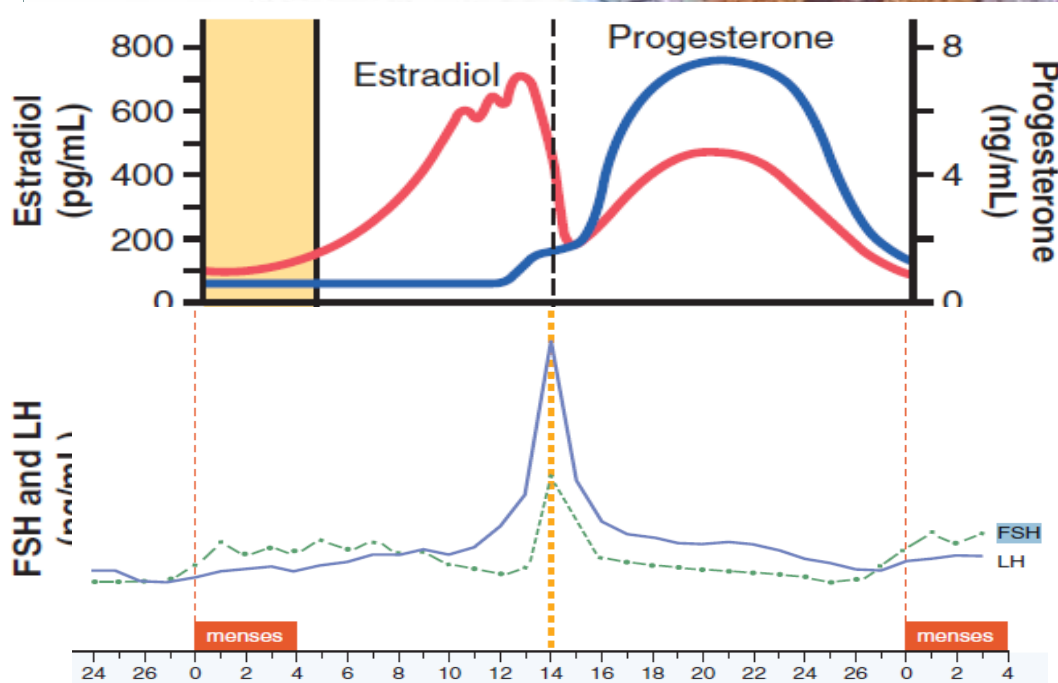 800
600
400
200
0
Estradiol
(pg/mL)
Estradiol
Progesterone
8
4
0
Progesterone
(ng/mL)
FSH and LH
FSH
LH
menses
menses
24 26 0 2 4 6 8 10 12 14 16 18 20 22 24 26 0 2 4